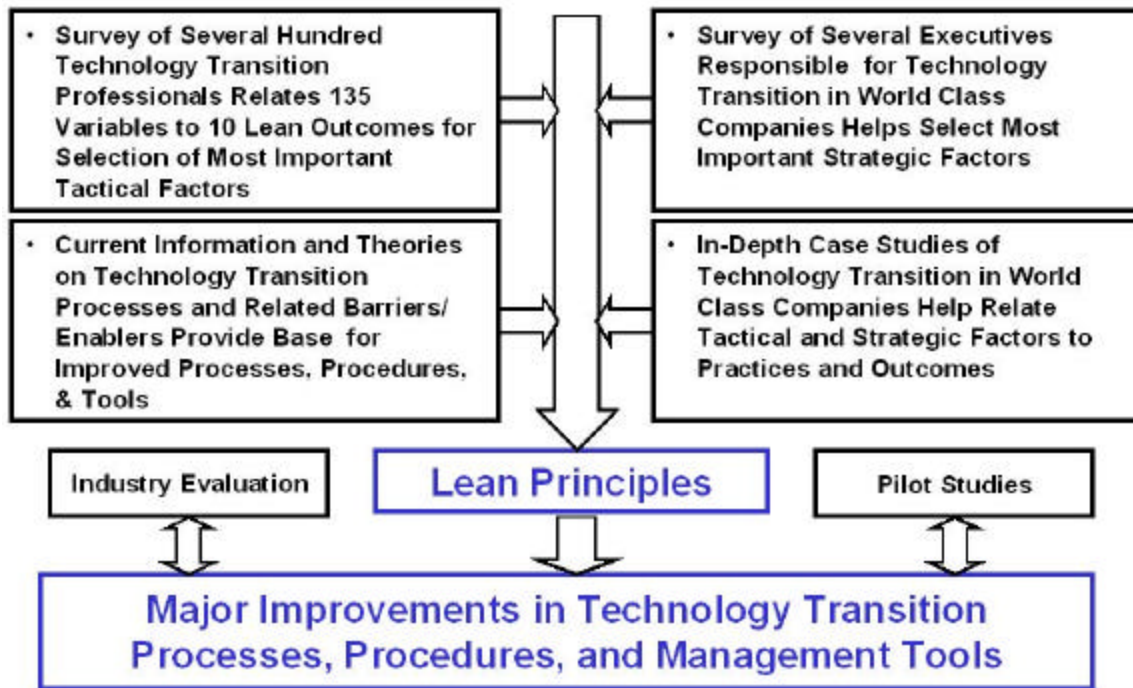 • Survey of Several Hundred
Technology Transition
Professionals Relates 135
Variables to 10 Lean Outcomes for
Selection of Most Important
Tactical Factors
• Survey of Several Executives
Responsible for Technology
Transition in World Class
Companies Helps Select Most
Important Strategic Factors
• Current Information and Theories
on Technology Transition
Processes and Related Barriers/
Enablers Provide Base for
Improved Processes, Procedures,
& Tools
• In-Depth Case Studies of
Technology Transition in World
Class Companies Help Relate
Tactical and Strategic Factors to
Practices and Outcomes
Industry Evaluation
Lean Principles
Pilot Studies
Major Improvements in Technology Transition
Processes, Procedures, and Management Tools